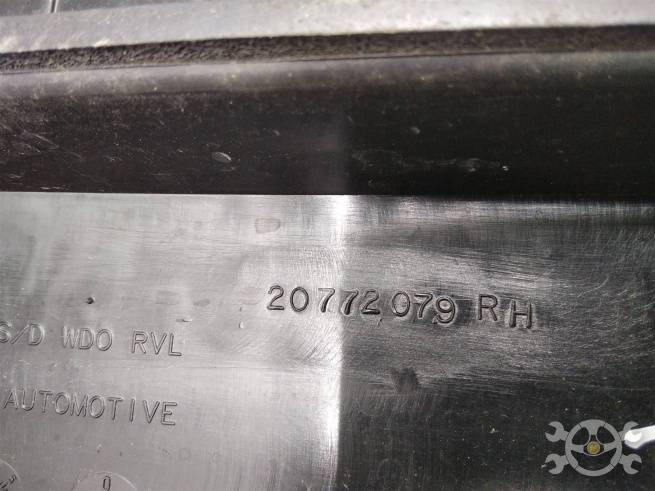 20772079 RH
S/D WDO RVL
AUTOMOTIVE